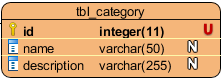 tbl_category
id integer(11) U
name varchar(50) N
description varchar(255) N